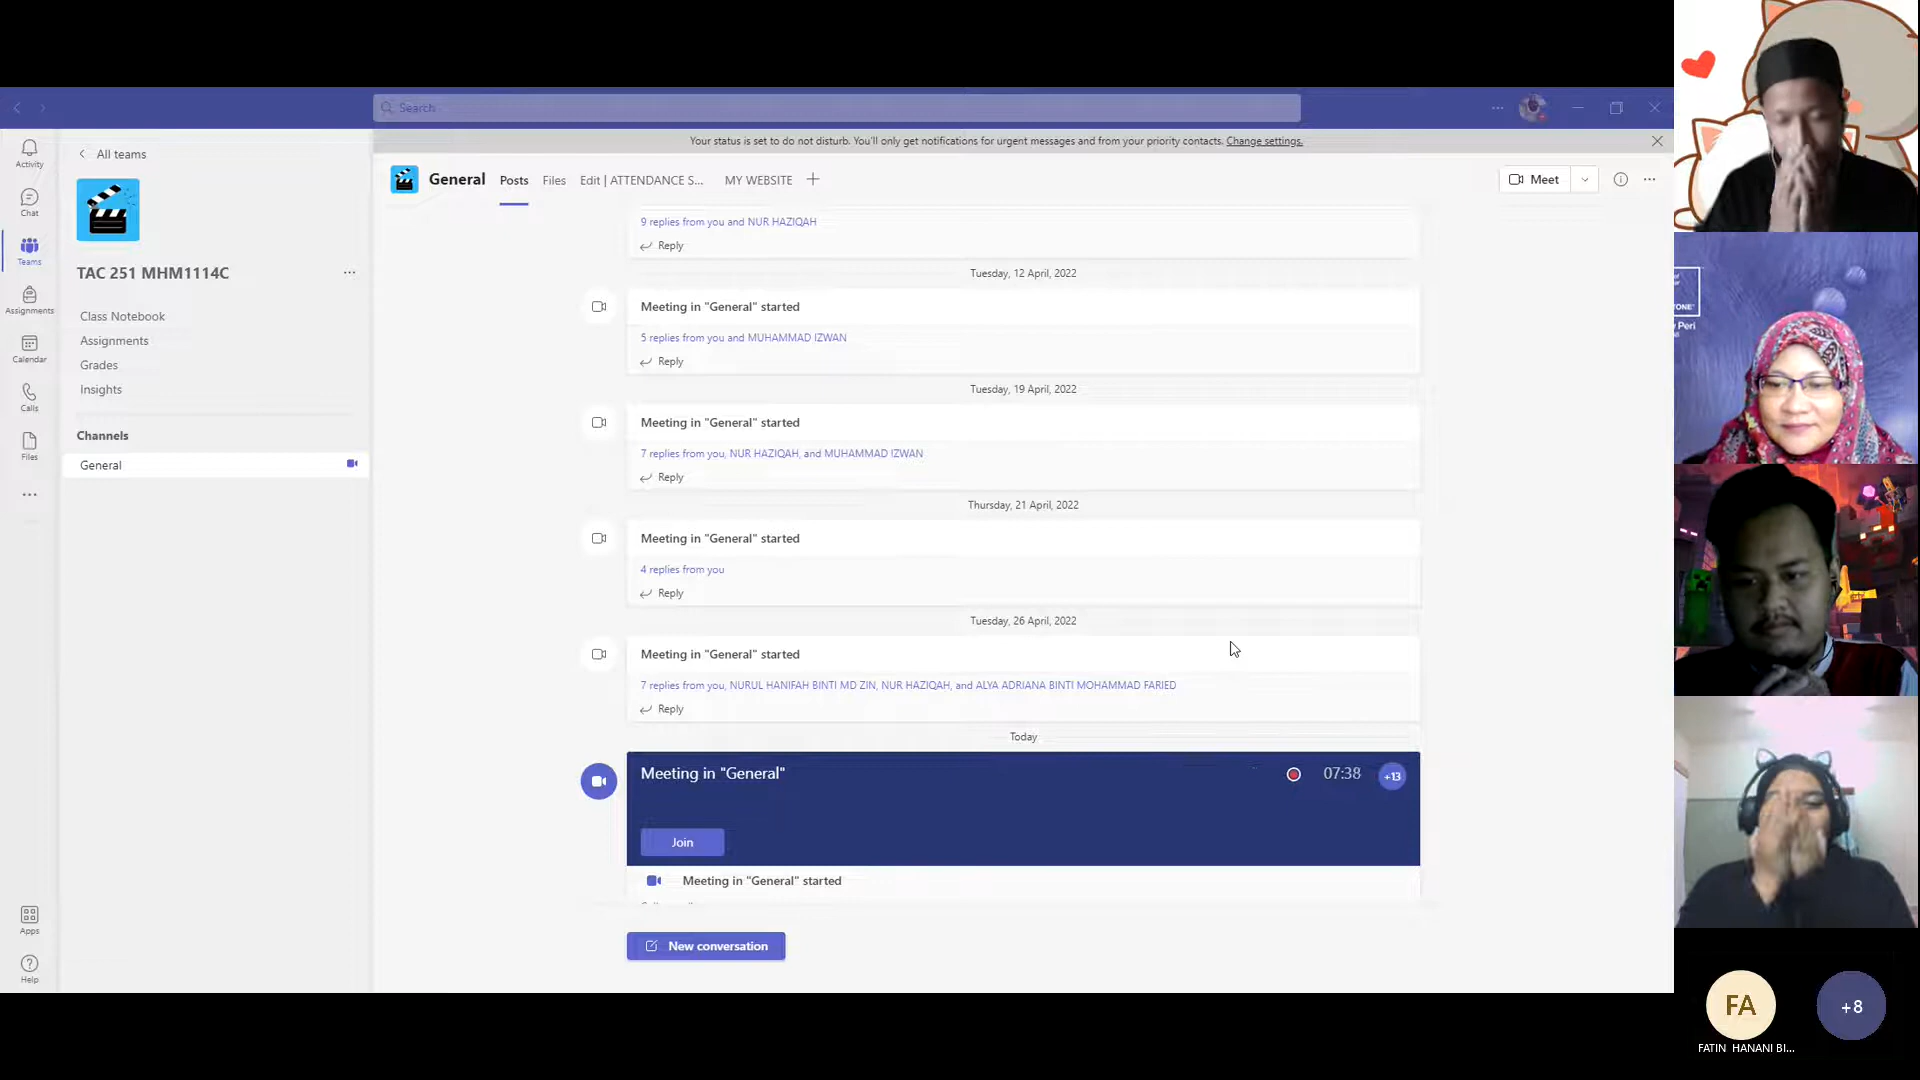 Search
Your status is set to do not disturb. You'll only get notifications for urgent messages and from your priority contacts. Change settings.
Activity
Chat
Teams
Assignments
Calendar
Calls
Files
Apps
Help
All teams
TAC 251 MHM1114C
Class Notebook
Assignments
Grades
Insights
Channels
General
General Posts Files Edit | ATTENDANCE S... MY WEBSITE
Meet
9 replies from you and NUR HAZIQAH
Reply
Tuesday, 12 April, 2022
Meeting in "General" started
5 replies from you and MUHAMMAD IZWAN
Reply
Tuesday, 19 April, 2022
Meeting in "General" started
7 replies from you, NUR HAZIQAH, and MUHAMMAD IZWAN
Reply
Thursday, 21 April, 2022
Meeting in "General" started
4 replies from you
Reply
Tuesday, 26 April, 2022
Meeting in "General" started
7 replies from you, NURUL HANIFAH BINTI MD ZIN, NUR HAZIQAH, and ALYA ADRIANA BINTI MOHAMMAD FARIED
Reply
Today
Meeting in "General" 07:38 +13
Join
Meeting in "General" started
New conversation
FA
FATIN HANANI BI...
+8